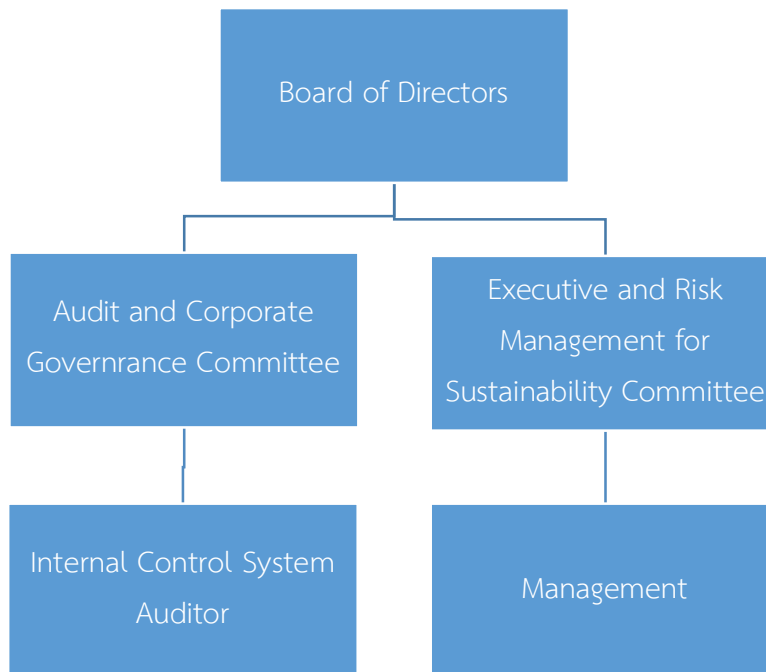 Board of Directors
Audit and Corporate
Governrance Committee
Executive and Risk
Management for
Sustainability Committee
Internal Control System
Auditor
Management